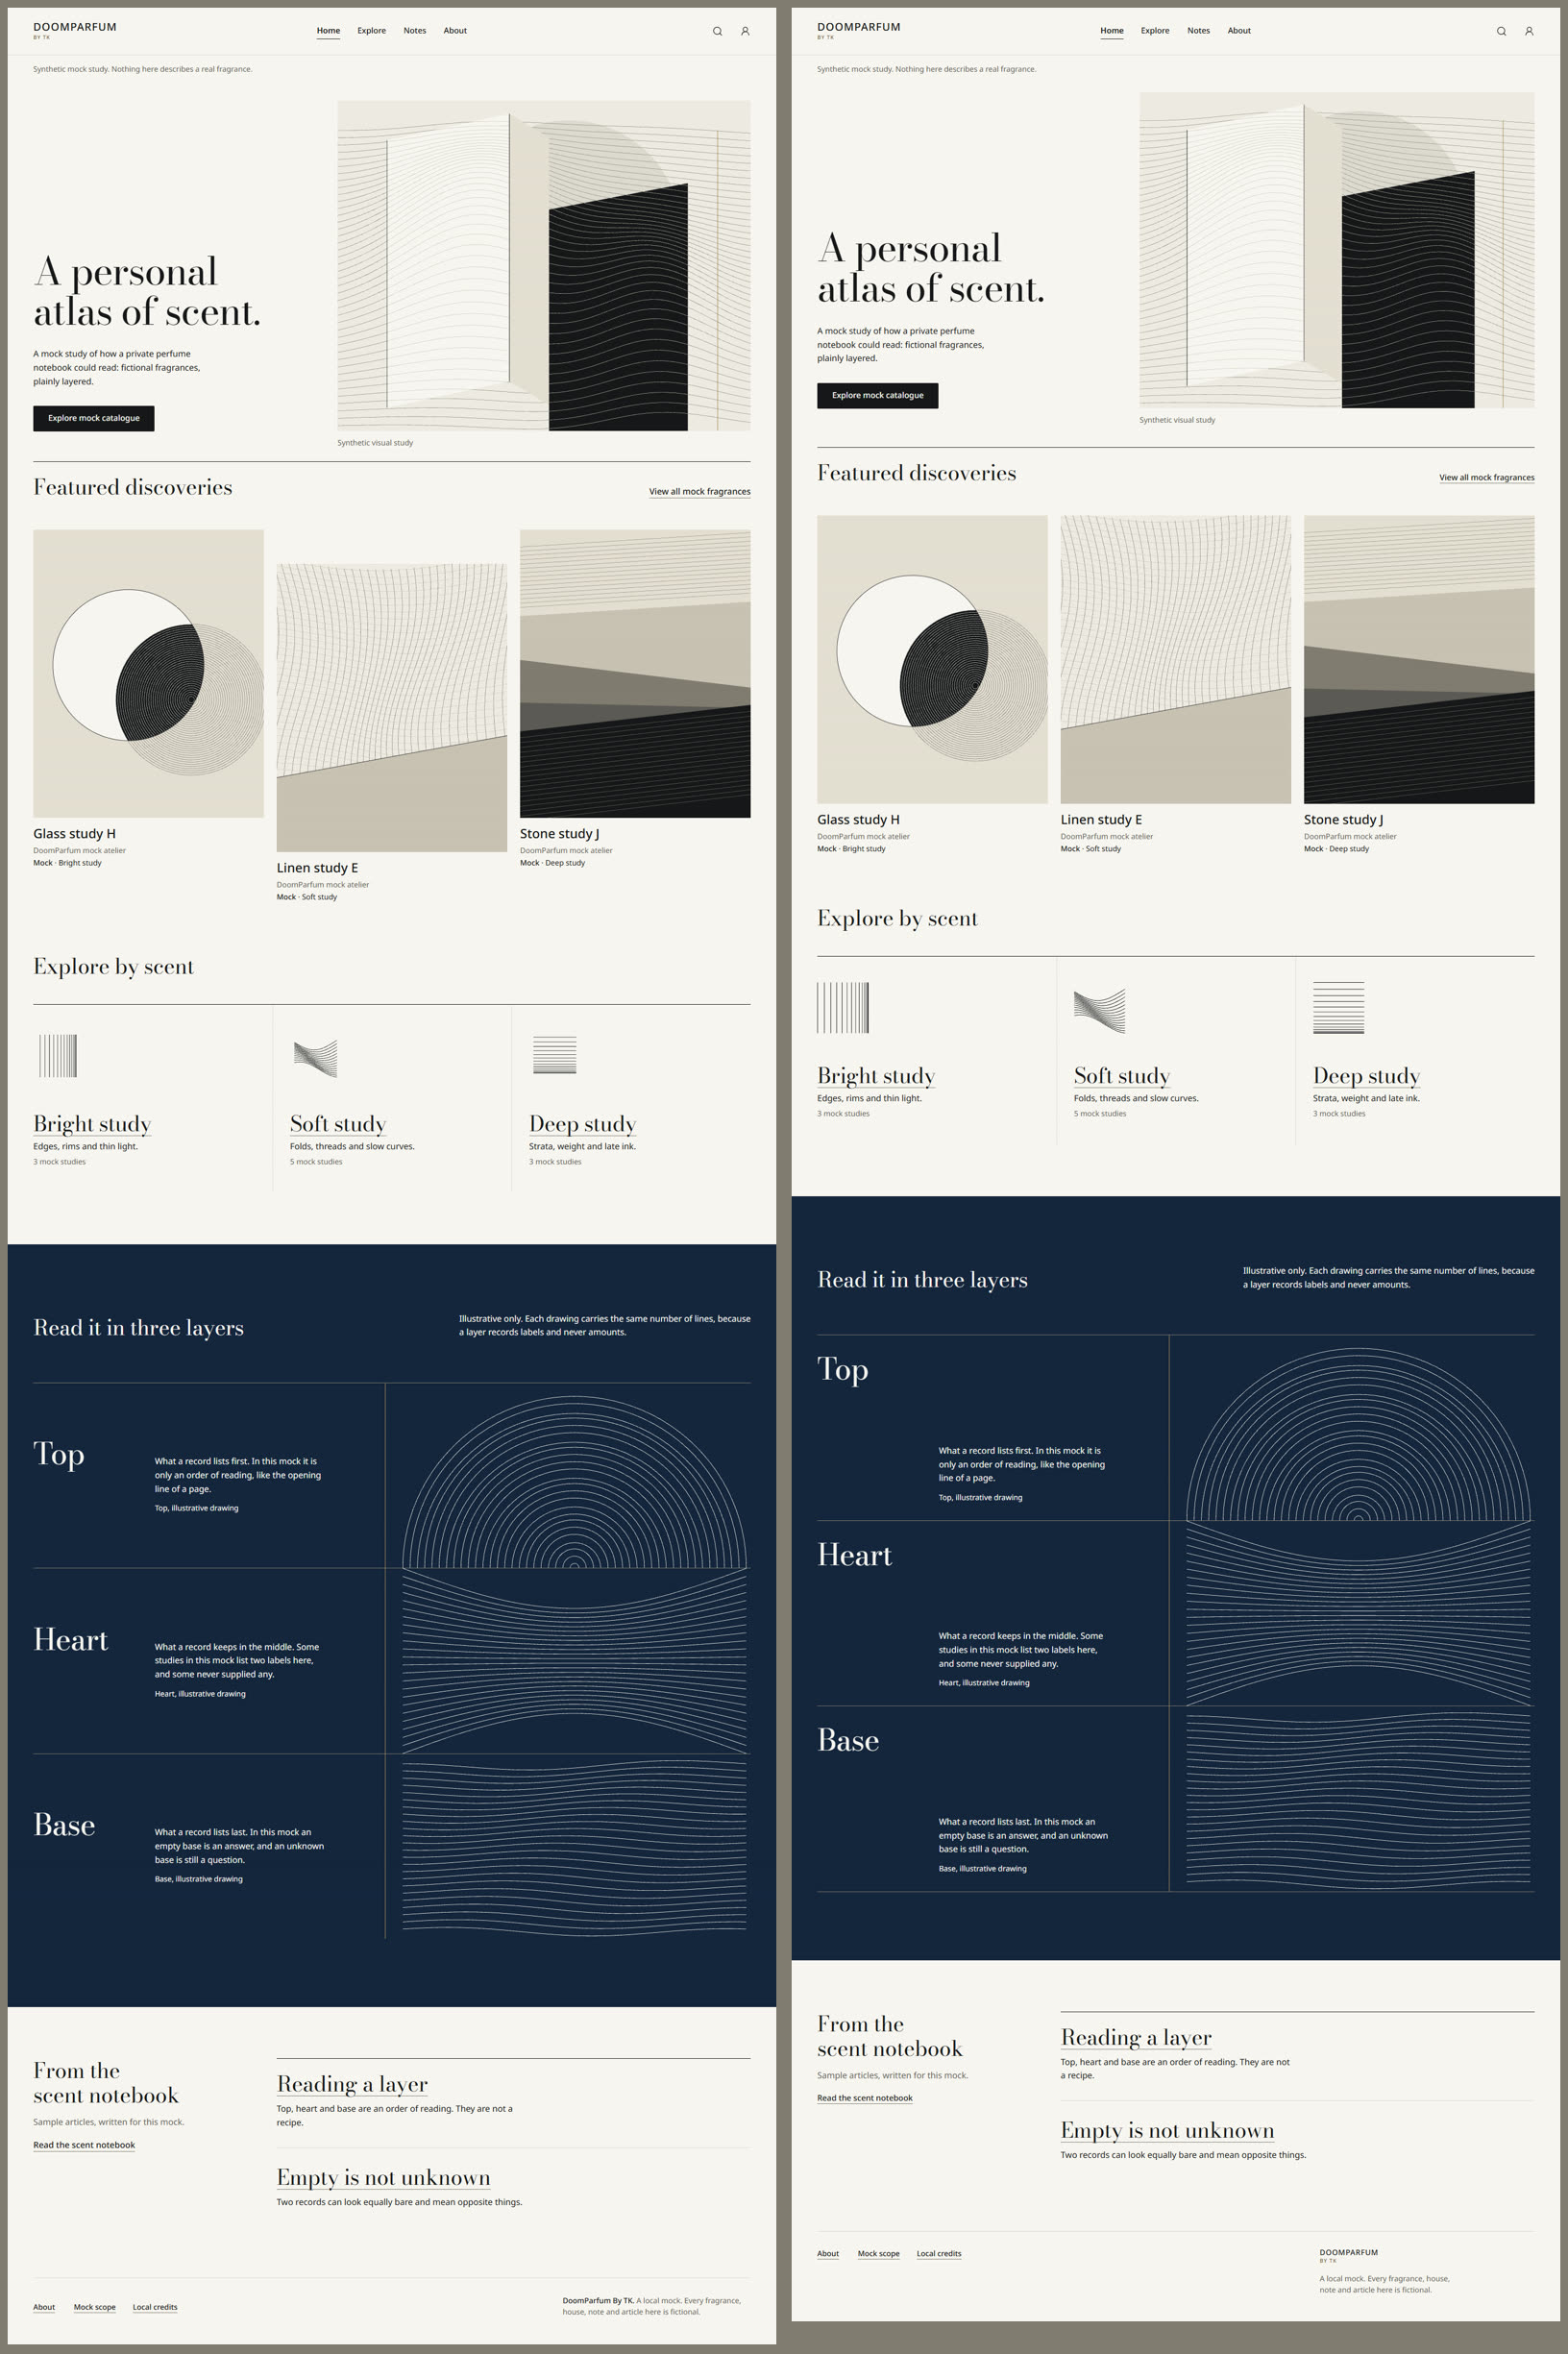 DOOMPARFUM
BY TK
Home
Explore
Notes
About
Synthetic mock study. Nothing here describes a real fragrance.
A personal
atlas of scent.
A mock study of how a private perfume
notebook could read: fictional fragrances,
plainly layered.
Explore mock catalogue
Synthetic visual study
Featured discoveries
View all mock fragrances
Glass study H
DoomParfum mock atelier
Mock · Bright study
Linen study E
DoomParfum mock atelier
Mock · Soft study
Stone study J
DoomParfum mock atelier
Mock · Deep study
Explore by scent
Bright study
Edges, rims and thin light.
3 mock studies
Soft study
Folds, threads and slow curves.
5 mock studies
Deep study
Strata, weight and late ink.
3 mock studies
Read it in three layers
Illustrative only. Each drawing carries the same number of lines, because
a layer records labels and never amounts.
Top
What a record lists first. In this mock it is
only an order of reading, like the opening
line of a page.
Top, illustrative drawing
Heart
What a record keeps in the middle. Some
studies in this mock list two labels here,
and some never supplied any.
Heart, illustrative drawing
Base
What a record lists last. In this mock an
empty base is an answer, and an unknown
base is still a question.
Base, illustrative drawing
From the
scent notebook
Sample articles, written for this mock.
Read the scent notebook
Reading a layer
Top, heart and base are an order of reading. They are not a
recipe.
Empty is not unknown
Two records can look equally bare and mean opposite things.
About
Mock scope
Local credits
DoomParfum By TK. A local mock. Every fragrance,
house, note and article here is fictional.
DOOMPARFUM
BY TK
Home
Explore
Notes
About
Synthetic mock study. Nothing here describes a real fragrance.
A personal
atlas of scent.
A mock study of how a private perfume
notebook could read: fictional fragrances,
plainly layered.
Explore mock catalogue
Synthetic visual study
Featured discoveries
View all mock fragrances
Glass study H
DoomParfum mock atelier
Mock · Bright study
Linen study E
DoomParfum mock atelier
Mock · Soft study
Stone study J
DoomParfum mock atelier
Mock · Deep study
Explore by scent
Bright study
Edges, rims and thin light.
3 mock studies
Soft study
Folds, threads and slow curves.
5 mock studies
Deep study
Strata, weight and late ink.
3 mock studies
Read it in three layers
Illustrative only. Each drawing carries the same number of lines, because
a layer records labels and never amounts.
Top
What a record lists first. In this mock it is
only an order of reading, like the opening
line of a page.
Top, illustrative drawing
Heart
What a record keeps in the middle. Some
studies in this mock list two labels here,
and some never supplied any.
Heart, illustrative drawing
Base
What a record lists last. In this mock an
empty base is an answer, and an unknown
base is still a question.
Base, illustrative drawing
From the
scent notebook
Sample articles, written for this mock.
Read the scent notebook
Reading a layer
Top, heart and base are an order of reading. They are not
a recipe.
Empty is not unknown
Two records can look equally bare and mean opposite things.
About
Mock scope
Local credits
DOOMPARFUM
BY TK
A local mock. Every fragrance, house,
note and article here is fictional.